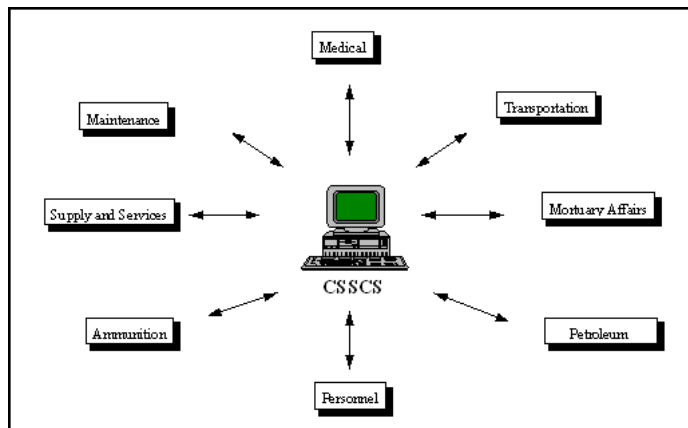 Medical
Maintenance
Transportation
Supply and Services
Mortuary Affairs
CSSCS
Ammunition
Petroleum
Personnel